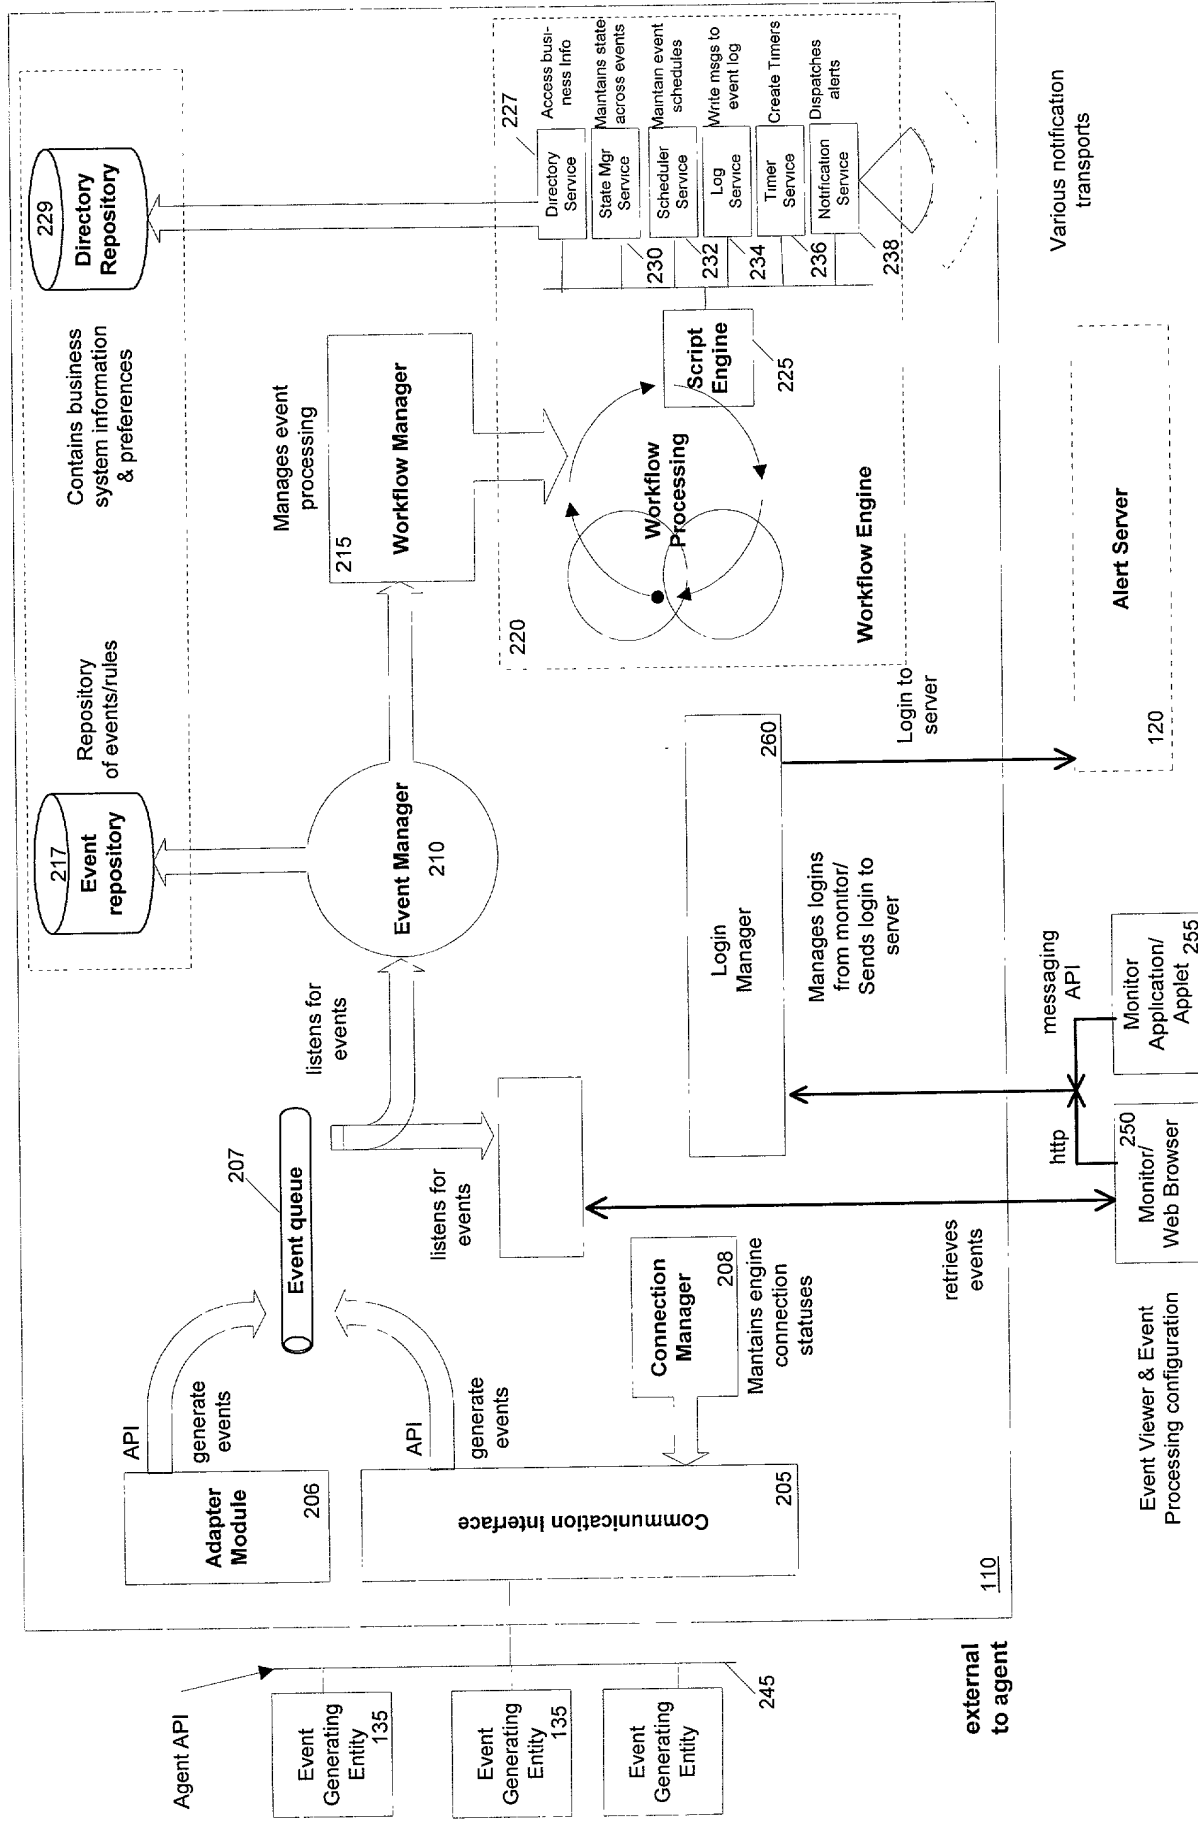 Agent API
Event
Generating
Entity
135
Event
Generating
Entity
135
Event
Generating
Entity
245
external
to agent
110
Adapter
Module
206
API
generate
events
Communication Interface
205
API
generate
events
207
Event queue
listens for
events
listens for
events
Connection
Manager
208
Mantains engine
connection
statuses
217
Event
repository
Repository
of events/rules
Contains business
system information
& preferences
229
Directory
Repository
Event Manager
210
Manages event
processing
215
Workflow Manager
220
Workflow
Processing
Workflow Engine
Script
Engine
225
227
Directory
Service
Access busi-
ness Info
State Mgr
Service
230
Maintains state
across events
Scheduler
Service
232
Maintain event
schedules
Log
Service
234
Write msgs to
event log
Timer
Service
236
Create Timers
Notification
Service
238
Dispatches
alerts
Various notification
transports
Login
Manager
260
Manages logins
from monitor/
Sends login to
server
Login to
server
120
Alert Server
retrieves
events
http
messaging
API
250
Monitor/
Web Browser
Monitor
Application/
Applet
255
Event Viewer & Event
Processing configuration